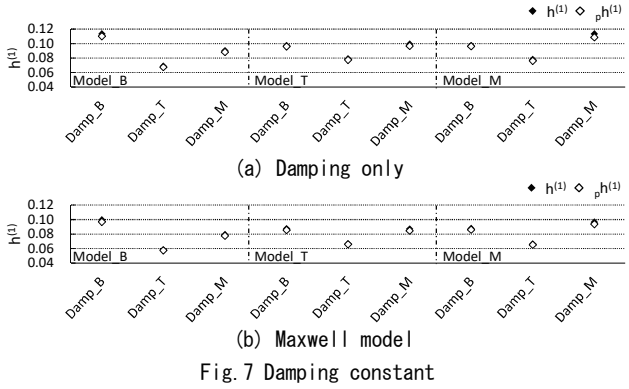 ◆ h(1) ◇ ph(1)
0.12
0.10
0.08
0.06
0.04
h(1)
Model_B Model_T Model_M
Damp_B Damp_T Damp_M Damp_B Damp_T Damp_M Damp_B Damp_T Damp_M
(a) Damping only
◆ h(1) ◇ ph(1)
0.12
0.10
0.08
0.06
0.04
h(1)
Model_B Model_T Model_M
Damp_B Damp_T Damp_M Damp_B Damp_T Damp_M Damp_B Damp_T Damp_M
(b) Maxwell model
Fig.7 Damping constant